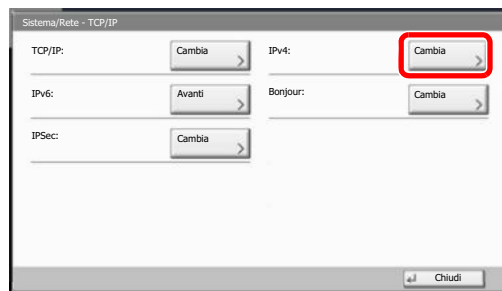 Sistema/Rete - TCP/IP
TCP/IP: Cambia IPv4: Cambia
IPv6: Avanti Bonjour: Cambia
IPSec: Cambia
Chiudi